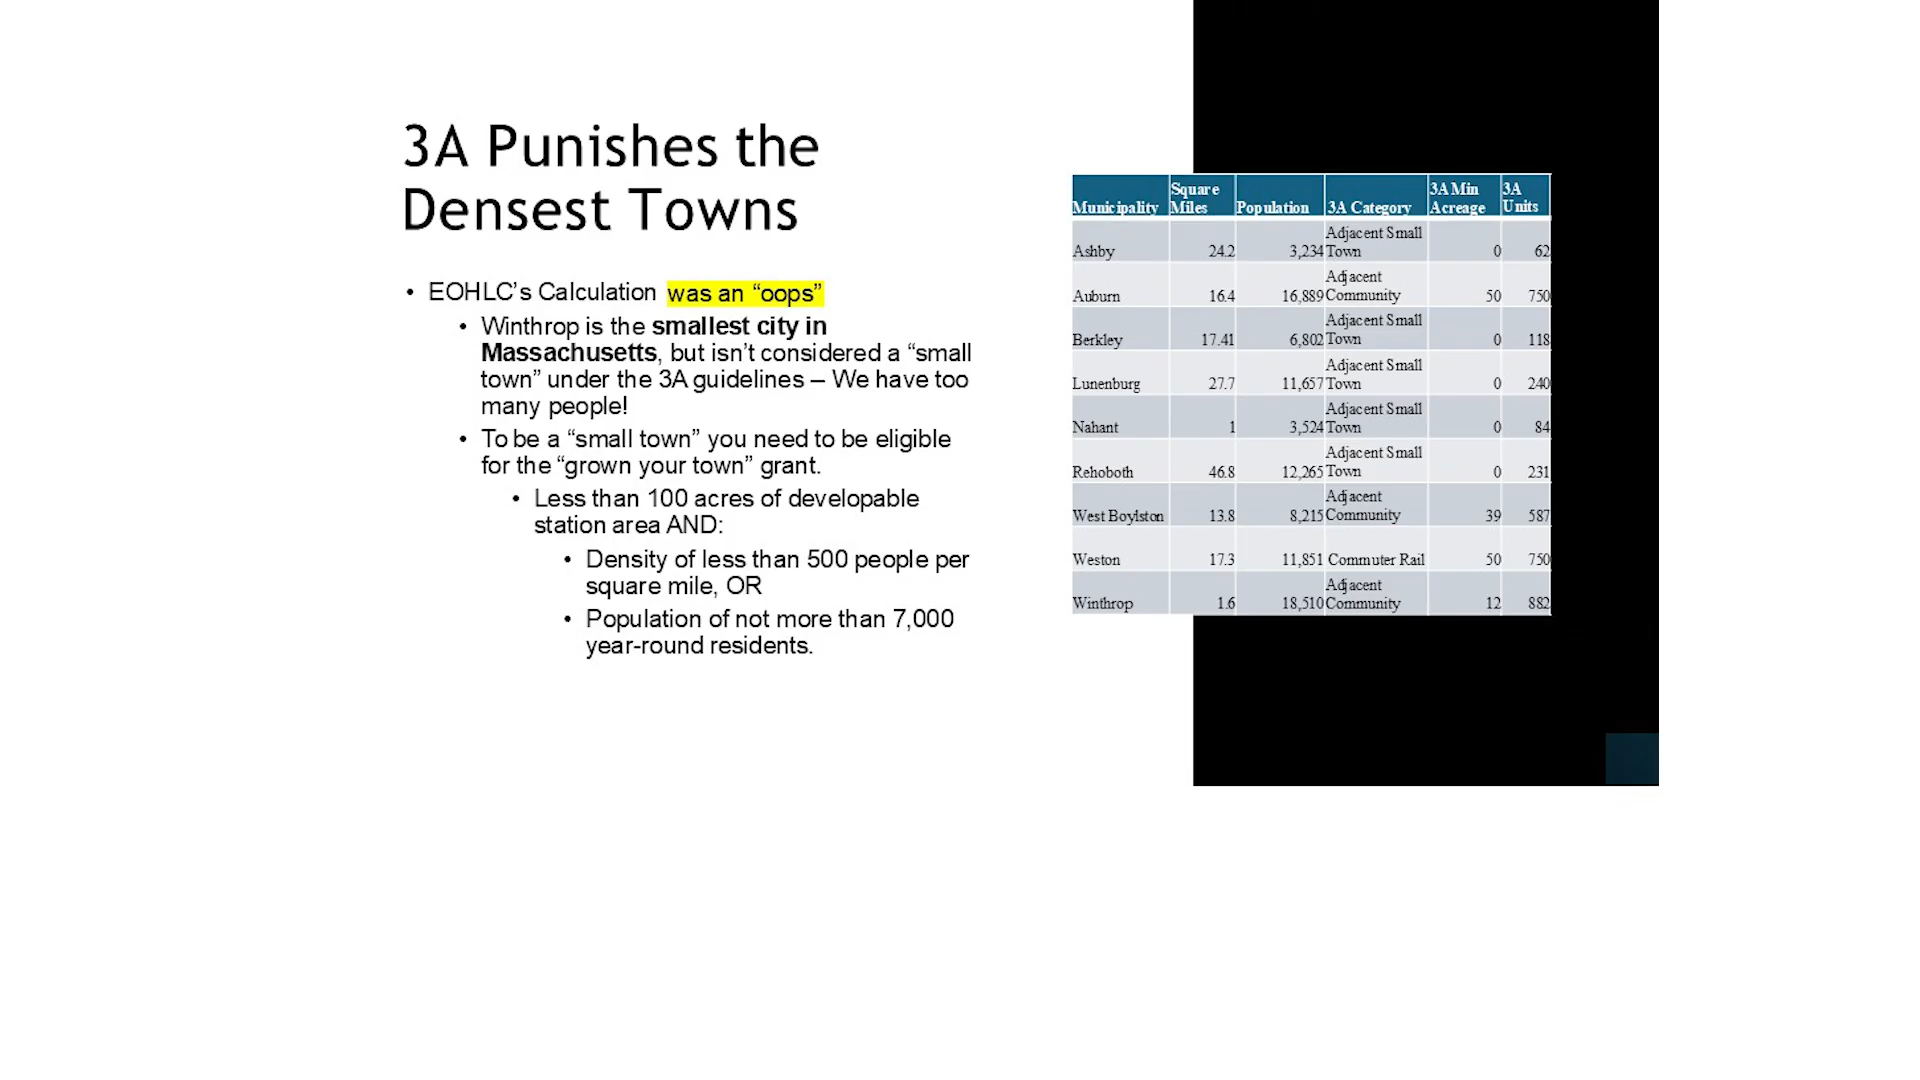 3A Punishes the
Densest Towns
• EOHLC's Calculation was an “oops”
• Winthrop is the smallest city in
Massachusetts, but isn't considered a “small
town” under the 3A guidelines – We have too
many people!
• To be a “small town” you need to be eligible
for the “grown your town” grant.
• Less than 100 acres of developable
station area AND:
• Density of less than 500 people per
square mile, OR
• Population of not more than 7,000
year-round residents.
Municipality Square Miles Population 3A Category 3A Min Acreage 3A Units
Ashby 24.2 3,234 Adjacent Small Town 0 62
Auburn 16.4 16,889 Adjacent Community 50 750
Berkley 17.41 6,802 Adjacent Small Town 0 118
Lunenburg 27.7 11,657 Adjacent Small Town 0 240
Nahant 1 3,524 Adjacent Small Town 0 84
Rehoboth 46.8 12,265 Adjacent Small Town 0 231
West Boylston 13.8 8,215 Adjacent Community 39 587
Weston 17.3 11,851 Commuter Rail 50 750
Winthrop 1.6 18,510 Adjacent Community 12 882